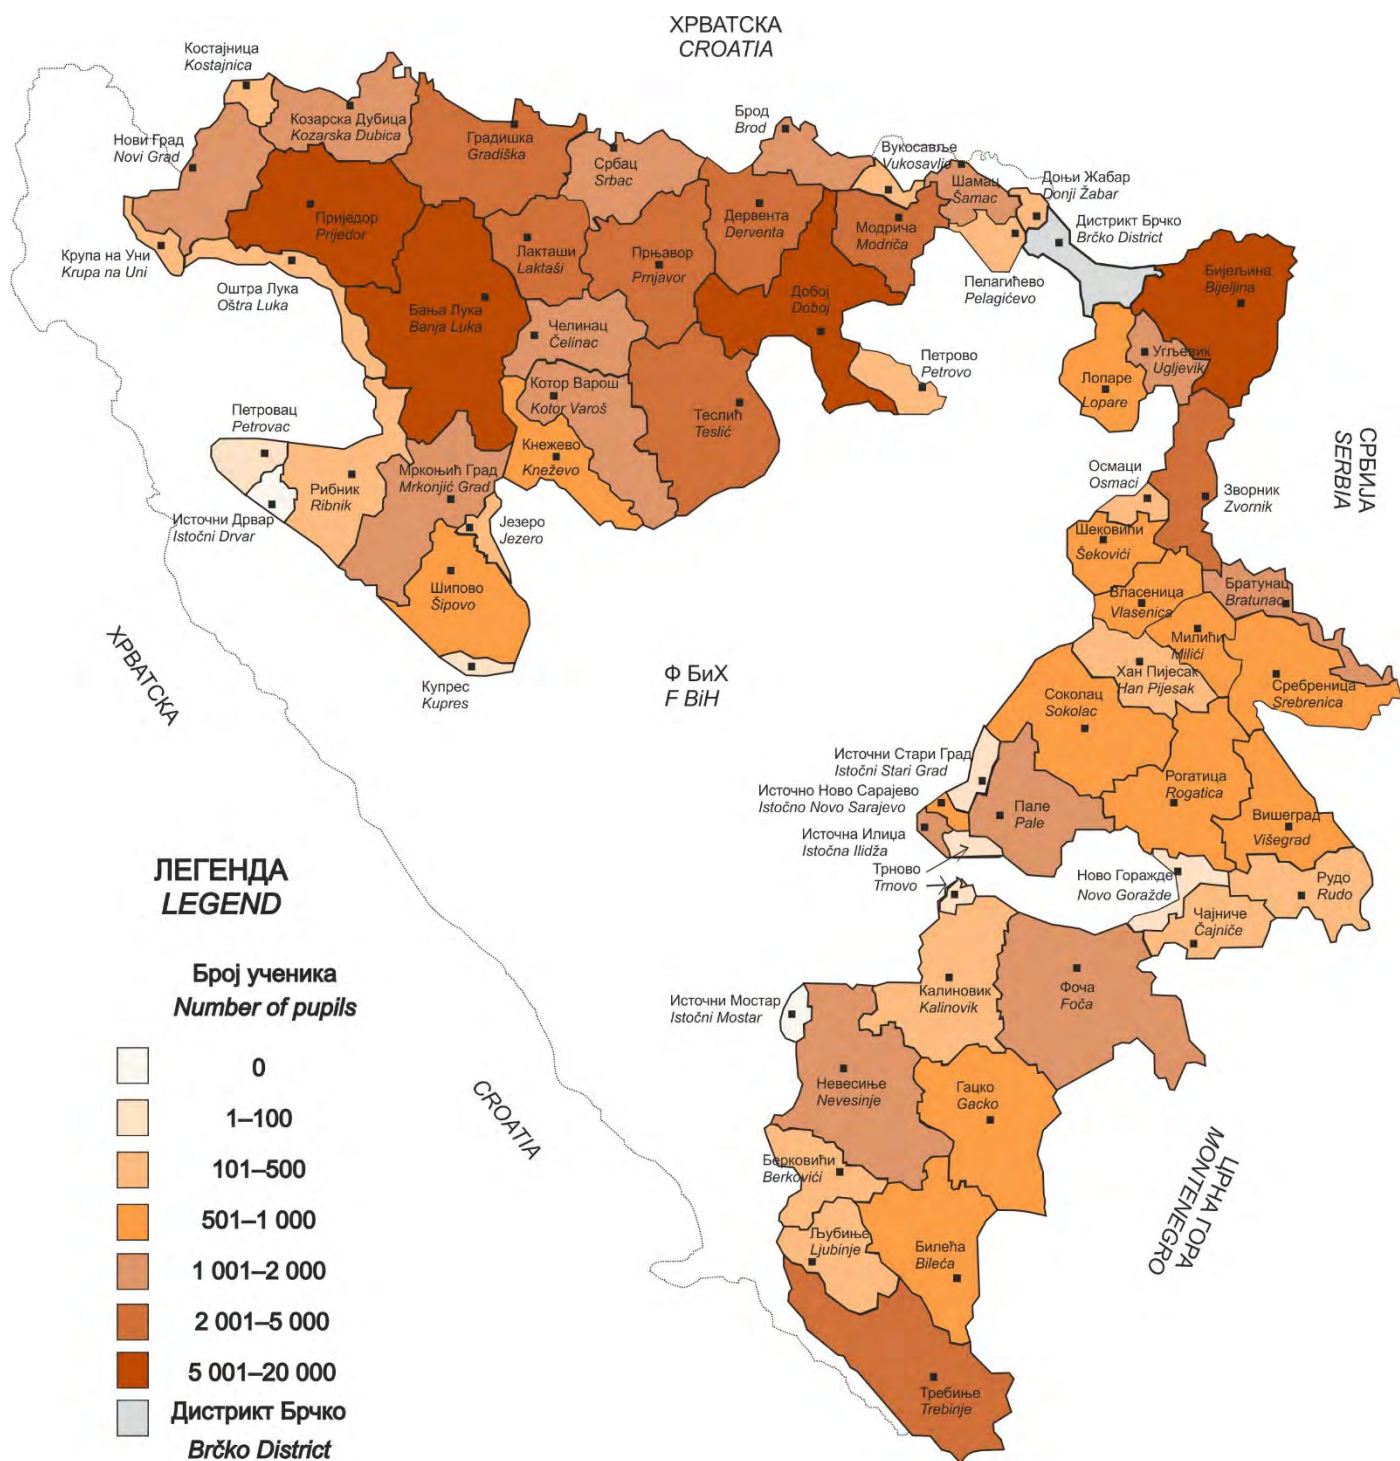 ХРВАТСКА
CROATIA
Костајница
Kostajnica
Козарска Дубица
Kozarska Dubica
Нови Град
Novi Grad
Градишка
Gradiška
Србац
Srbac
Брод
Brod
Вукосавље
Vukosavlje
Шамац
Šamac
Доњи Жабар
Donji Žabar
Дистрикт Брчко
Brčko District
Приједор
Prijedor
Дервента
Derventa
Модрича
Modriča
Крупа на Уни
Krupa na Uni
Оштра Лука
Oštra Luka
Лакташи
Laktaši
Прњавор
Prnjavor
Пелагићево
Pelagićevo
Бијељина
Bijeljina
Бања Лука
Banja Luka
Добој
Doboj
Челинац
Čelinac
Петрово
Petrovo
Угљевик
Ugljevik
Лопаре
Lopare
Котор Варош
Kotor Varoš
Теслић
Teslić
Петровац
Petrovac
Кнежево
Kneževo
Мркоњић Град
Mrkonjić Grad
Рибник
Ribnik
Источни Дрвар
Istočni Drvar
Језеро
Jezero
Шипово
Šipovo
Купрес
Kupres
СРБИЈА
SERBIA
Осмаци
Osmaci
Зворник
Zvornik
Шековићи
Šekovići
Власеница
Vlasenica
Братунац
Bratunac
Милићи
Milići
Хан Пијесак
Han Pijesak
Сребреница
Srebrenica
Соколац
Sokolac
ХРВАТСКА
Ф БиХ
F BiH
Источни Стари Град
Istočni Stari Grad
Источно Ново Сарајево
Istočno Novo Sarajevo
Источна Илиџа
Istočna Ilidža
Пале
Pale
Рогатица
Rogatica
Вишеград
Višegrad
Трново
Trnovo
Ново Горажде
Novo Goražde
Рудо
Rudo
Чајниче
Čajniče
Калиновик
Kalinovik
Фоча
Foča
Источни Мостар
Istočni Mostar
Невесиње
Nevesinje
Гацко
Gacko
CROATIA
Берковићи
Berkovići
Љубиње
Ljubinje
Билећа
Bileća
ЦРНА ГОРА
MONTENEGRO
Требиње
Trebinje
ЛЕГЕНДА
LEGEND
Број ученика
Number of pupils
0
1–100
101–500
501–1 000
1 001–2 000
2 001–5 000
5 001–20 000
Дистрикт Брчко
Brčko District